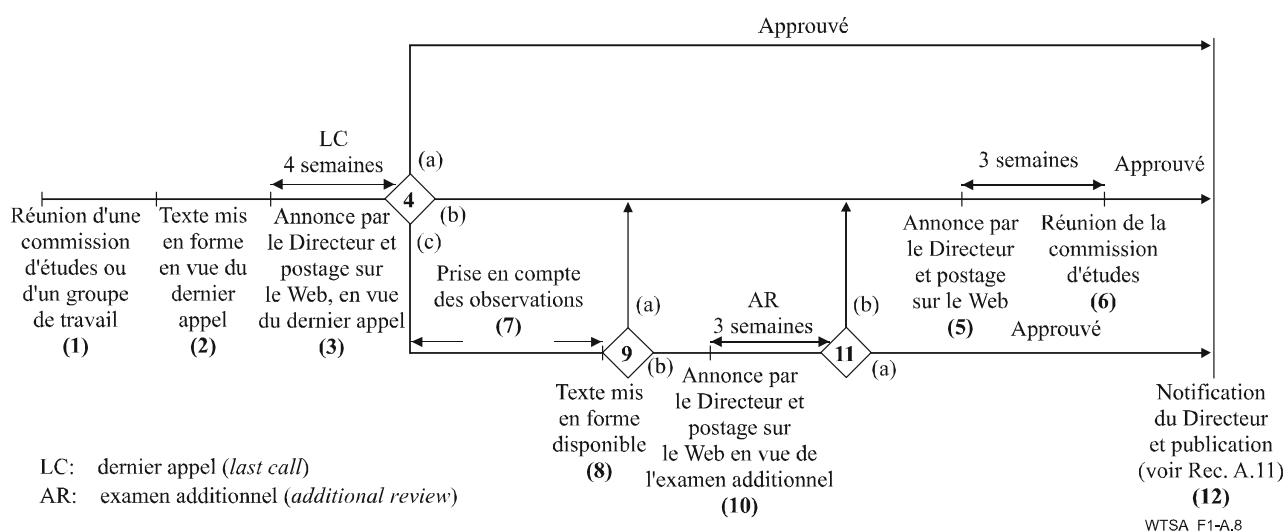 Approuvé
LC
4 semaines
(a)
3 semaines
Approuvé
4
(b)
(c)
Réunion d'une
commission
d'études ou
d'un groupe
de travail
(1)
Texte mis
en forme
en vue du
dernier
appel
(2)
Annonce par
le Directeur et
postage sur
le Web, en vue
du dernier appel
(3)
Prise en compte
des observations
(7)
(a)
AR
3 semaines
(b)
Annonce par
le Directeur
et postage
sur le Web
(5)
Réunion de la
commission
d'études
(6)
Approuvé
9
(b)
11
(a)
Texte mis
en forme
disponible
(8)
Annonce par
le Directeur et
postage sur
le Web en vue de
l'examen additionnel
(10)
Notification
du Directeur
et publication
(voir Rec. A.11)
(12)
LC: dernier appel (last call)
AR: examen additionnel (additional review)
WTSA_F1-A.8